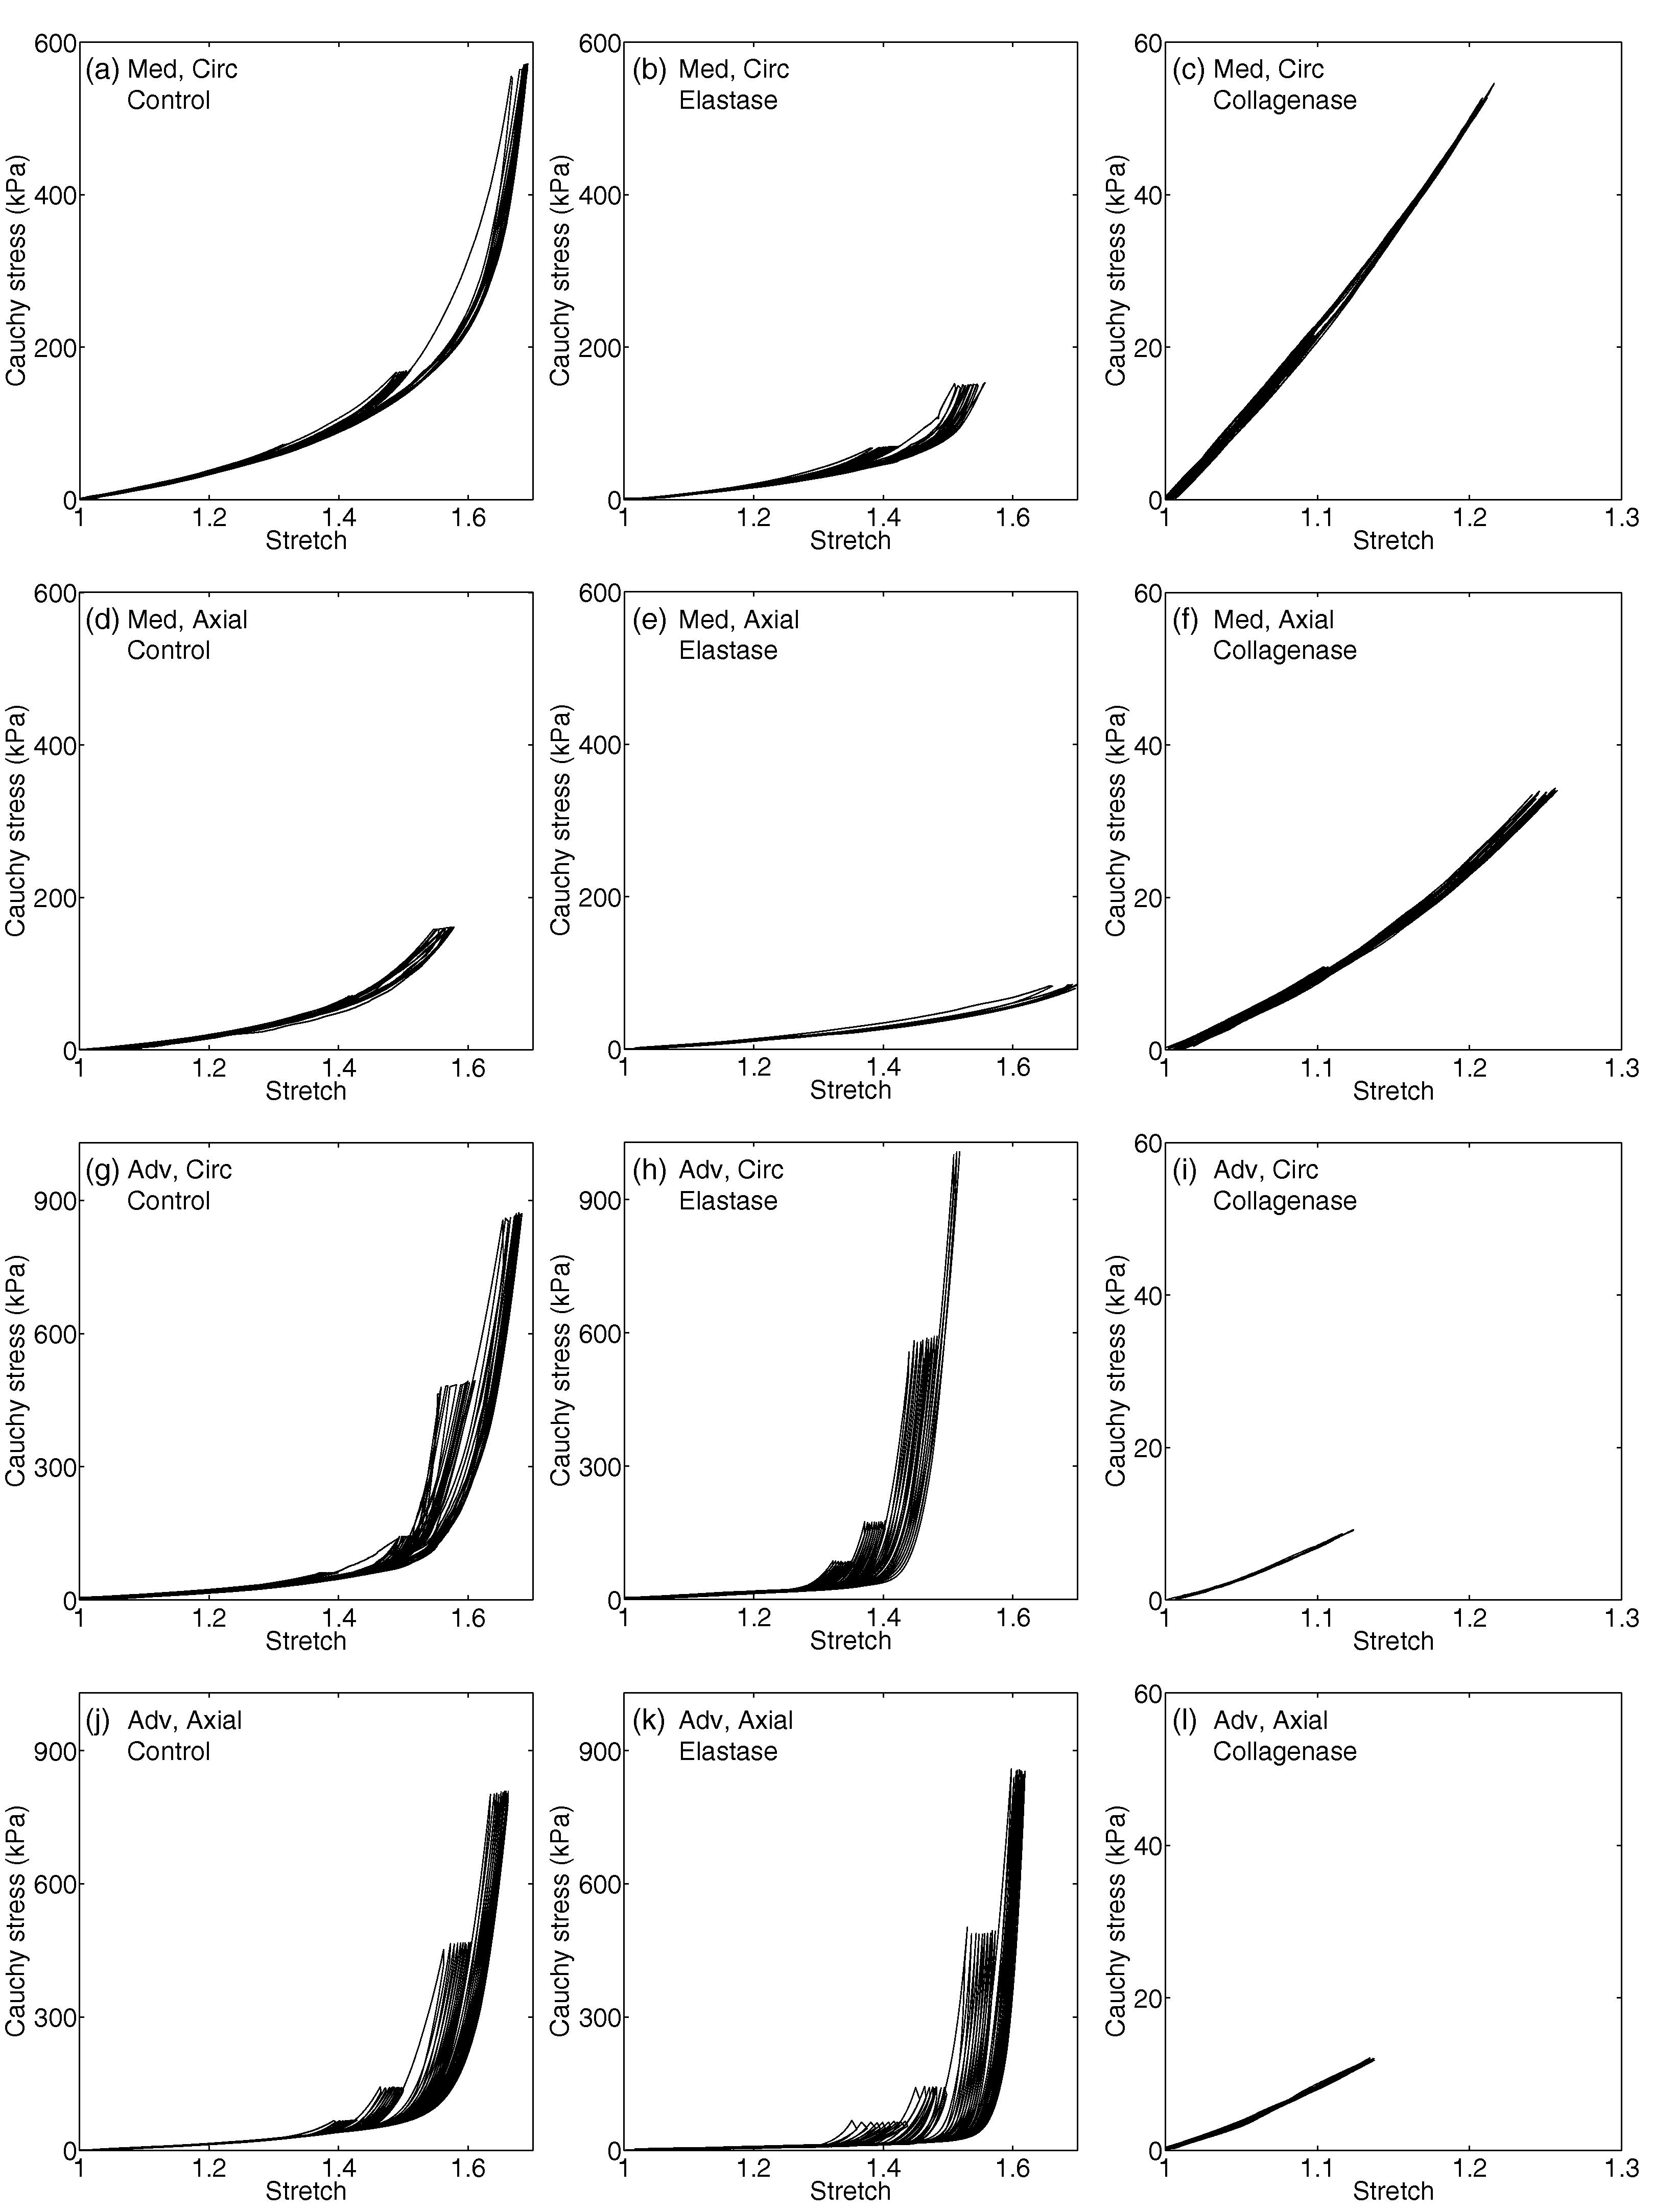 600
400
200
0
(a) Med, Circ
Control
Cauchy stress (kPa)
1 1.2 1.4 1.6
Stretch
600
400
200
0
(b) Med, Circ
Elastase
Cauchy stress (kPa)
1 1.2 1.4 1.6
Stretch
60
40
20
0
(c) Med, Circ
Collagenase
Cauchy stress (kPa)
1 1.1 1.2 1.3
Stretch
600
400
200
0
(d) Med, Axial
Control
Cauchy stress (kPa)
1 1.2 1.4 1.6
Stretch
600
400
200
0
(e) Med, Axial
Elastase
Cauchy stress (kPa)
1 1.2 1.4 1.6
Stretch
60
40
20
0
(f) Med, Axial
Collagenase
Cauchy stress (kPa)
1 1.1 1.2 1.3
Stretch
900
600
300
0
(g) Adv, Circ
Control
Cauchy stress (kPa)
1 1.2 1.4 1.6
Stretch
900
600
300
0
(h) Adv, Circ
Elastase
Cauchy stress (kPa)
1 1.2 1.4 1.6
Stretch
60
40
20
0
(i) Adv, Circ
Collagenase
Cauchy stress (kPa)
1 1.1 1.2 1.3
Stretch
900
600
300
0
(j) Adv, Axial
Control
Cauchy stress (kPa)
1 1.2 1.4 1.6
Stretch
900
600
300
0
(k) Adv, Axial
Elastase
Cauchy stress (kPa)
1 1.2 1.4 1.6
Stretch
60
40
20
0
(l) Adv, Axial
Collagenase
Cauchy stress (kPa)
1 1.1 1.2 1.3
Stretch